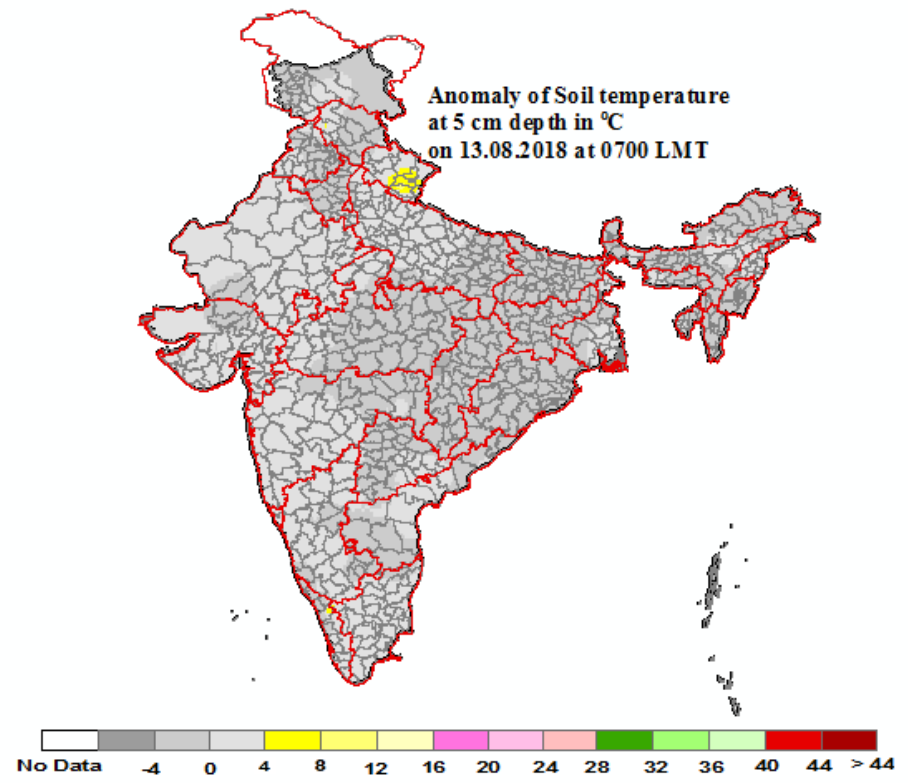 Anomaly of Soil temperature
at 5 cm depth in °C
on 13.08.2018 at 0700 LMT
No Data -4 0 4 8 12 16 20 24 28 32 36 40 44 > 44